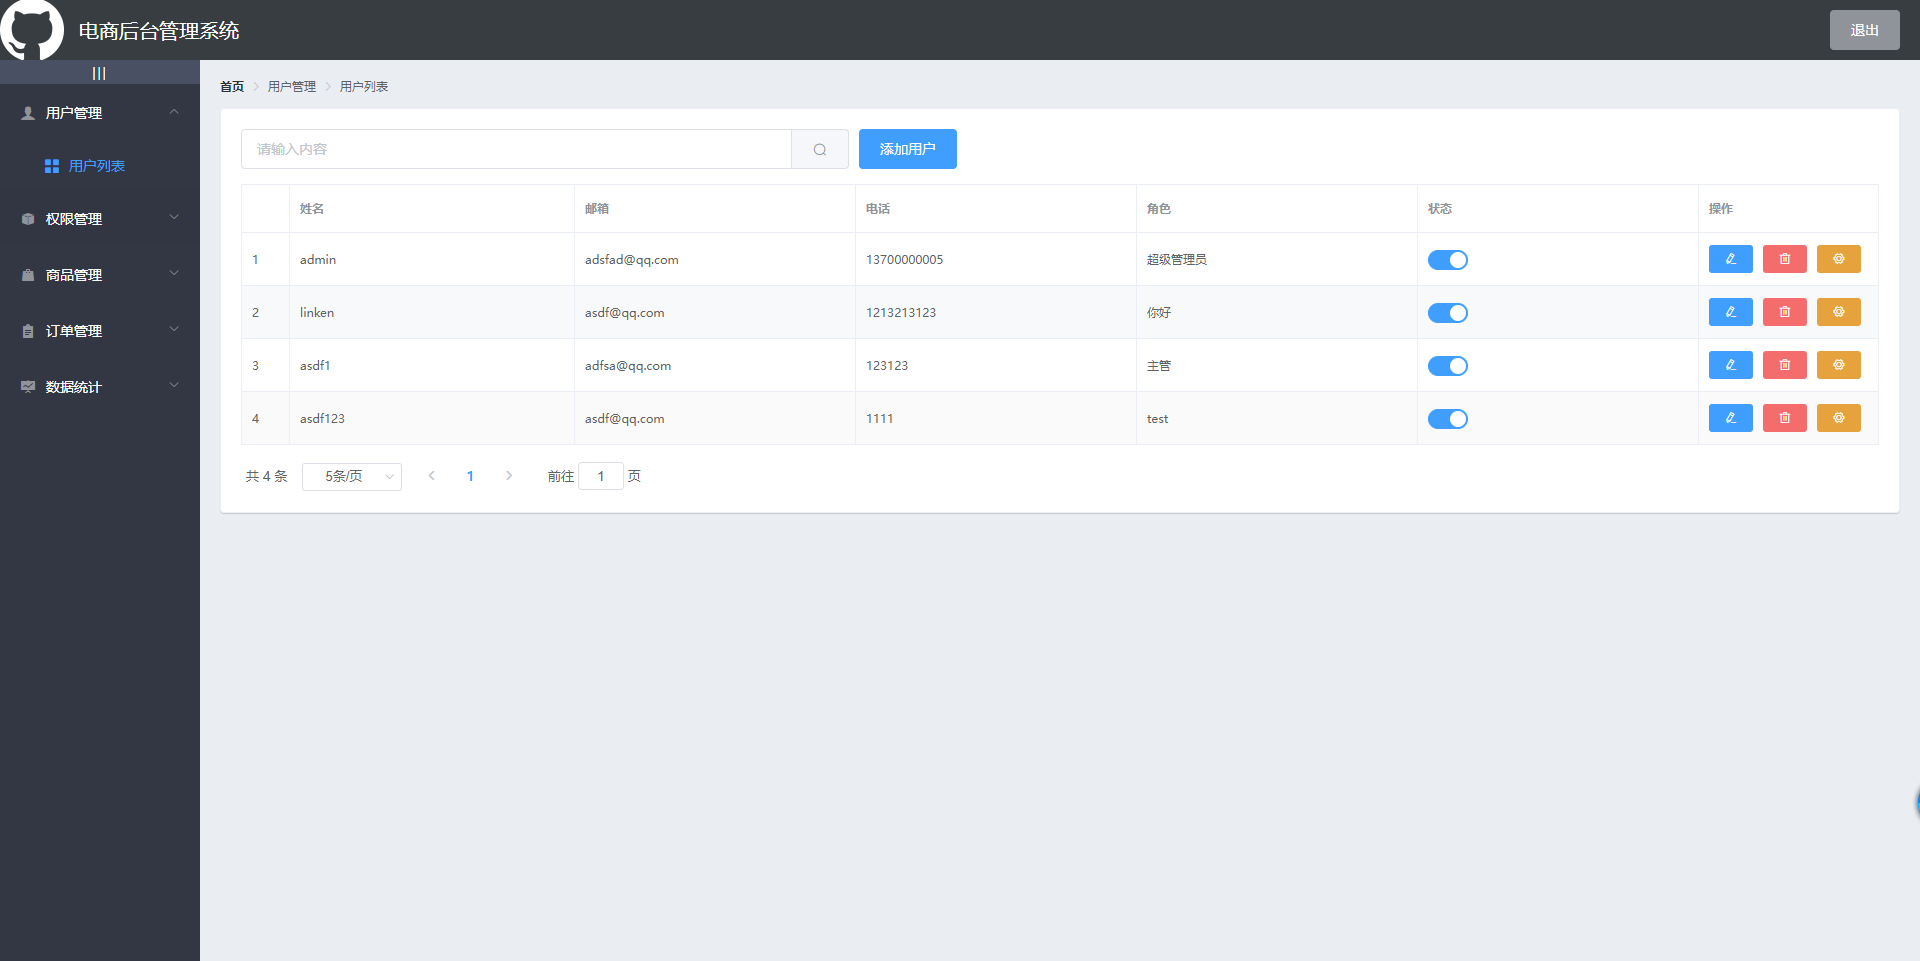 电商后台管理系统
退出
|||
首页 > 用户管理 > 用户列表
用户管理
用户列表
权限管理
商品管理
订单管理
数据统计
请输入内容
添加用户
姓名 邮箱 电话 角色 状态 操作
1 admin adsfad@qq.com 13700000005 超级管理员
2 linken asdf@qq.com 1213213123 你好
3 asdf1 adfsa@qq.com 123123 主管
4 asdf123 asdf@qq.com 1111 test
共 4 条 5条/页 < 1 > 前往 1 页